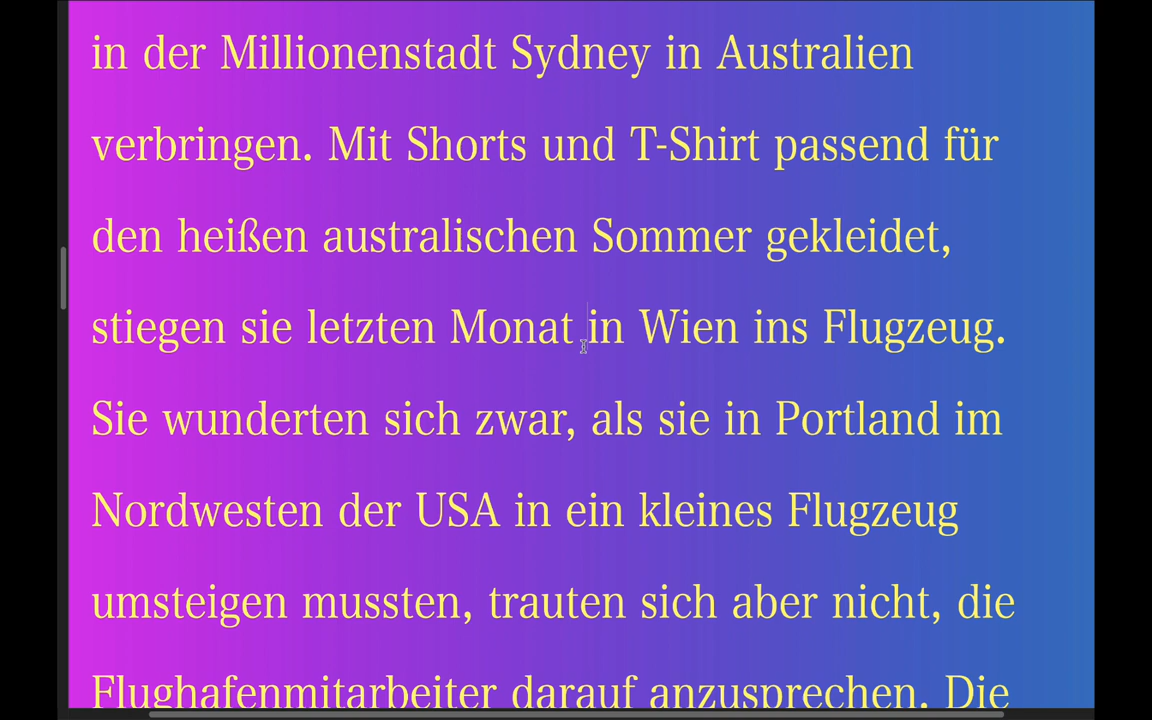 in der Millionenstadt Sydney in Australien
verbringen. Mit Shorts und T-Shirt passend für
den heißen australischen Sommer gekleidet,
stiegen sie letzten Monat in Wien ins Flugzeug.
Sie wunderten sich zwar, als sie in Portland im
Nordwesten der USA in ein kleines Flugzeug
umsteigen mussten, trauten sich aber nicht, die
Flughafenmitarbeiter darauf anzusprechen. Die